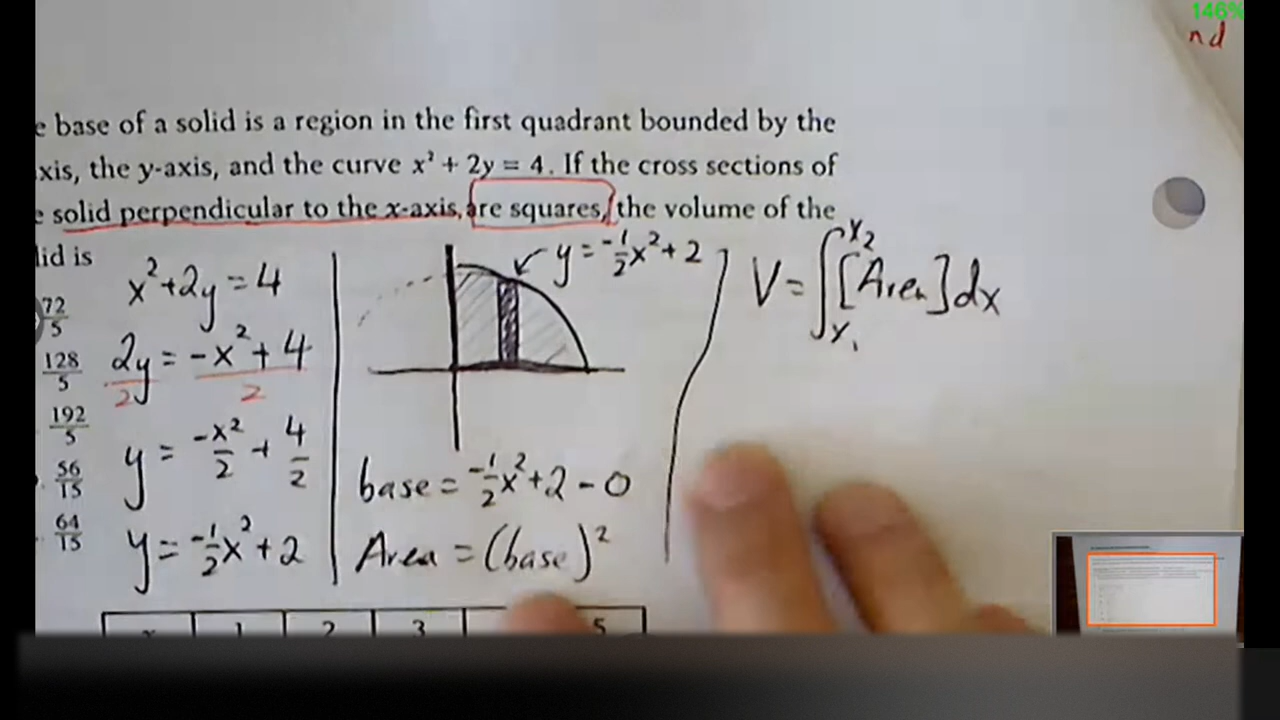 146%
nd
e base of a solid is a region in the first quadrant bounded by the
xis, the y-axis, and the curve x² + 2y = 4. If the cross sections of
e solid perpendicular to the x-axis, are squares, the volume of the
lid is
72/5
128/5
192/5
56/15
64/15
x²+2y=4
2y = -x²+4
2 2
y = -x²/2 + 4/2
y = -1/2x²+2
y = -1/2x²+2
base = -1/2x²+2-0
Area = (base)²
V = ∫x₁^x₂ [Area]dx
x 1 2 3 5